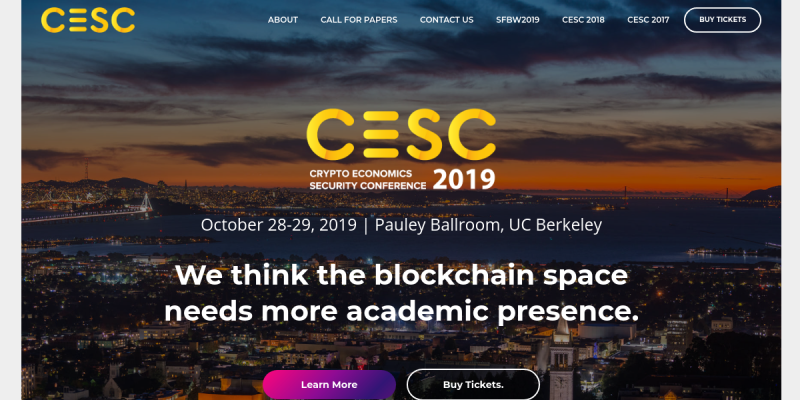 CESC
ABOUT
CALL FOR PAPERS
CONTACT US
SFBW2019
CESC 2018
CESC 2017
BUY TICKETS
CESC
CRYPTO ECONOMICS
SECURITY CONFERENCE 2019
October 28-29, 2019 | Pauley Ballroom, UC Berkeley
We think the blockchain space
needs more academic presence.
Learn More
Buy Tickets.